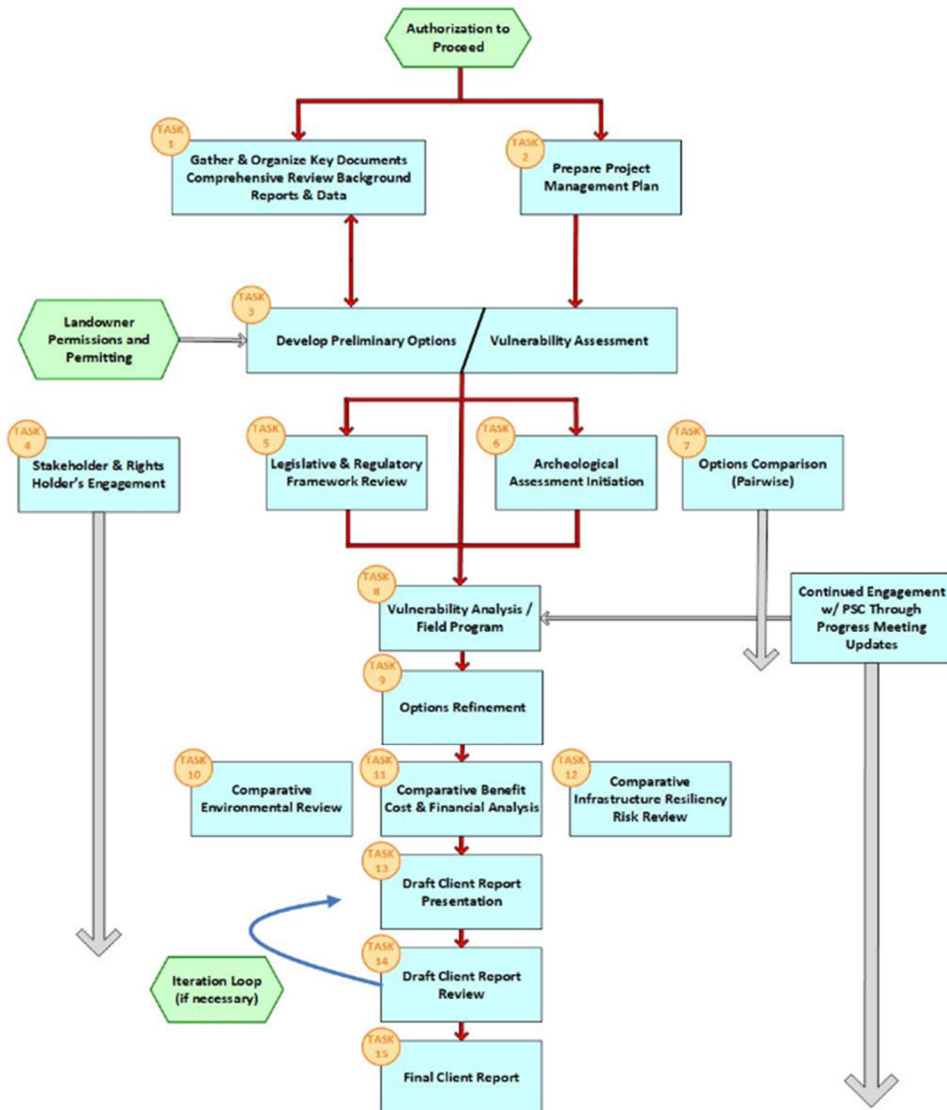 Authorization to
Proceed
TASK
1
Gather & Organize Key Documents
Comprehensive Review Background
Reports & Data
TASK
2
Prepare Project
Management Plan
Landowner
Permissions and
Permitting
TASK
3
Develop Preliminary Options
Vulnerability Assessment
TASK
4
Stakeholder & Rights
Holder's Engagement
TASK
5
Legislative & Regulatory
Framework Review
TASK
6
Archeological
Assessment Initiation
TASK
7
Options Comparison
(Pairwise)
TASK
8
Vulnerability Analysis /
Field Program
Continued Engagement
w/ PSC Through
Progress Meeting
Updates
TASK
9
Options Refinement
TASK
10
Comparative
Environmental Review
TASK
11
Comparative Benefit
Cost & Financial Analysis
TASK
12
Comparative
Infrastructure Resiliency
Risk Review
TASK
13
Draft Client Report
Presentation
TASK
14
Draft Client Report
Review
Iteration Loop
(if necessary)
TASK
15
Final Client Report